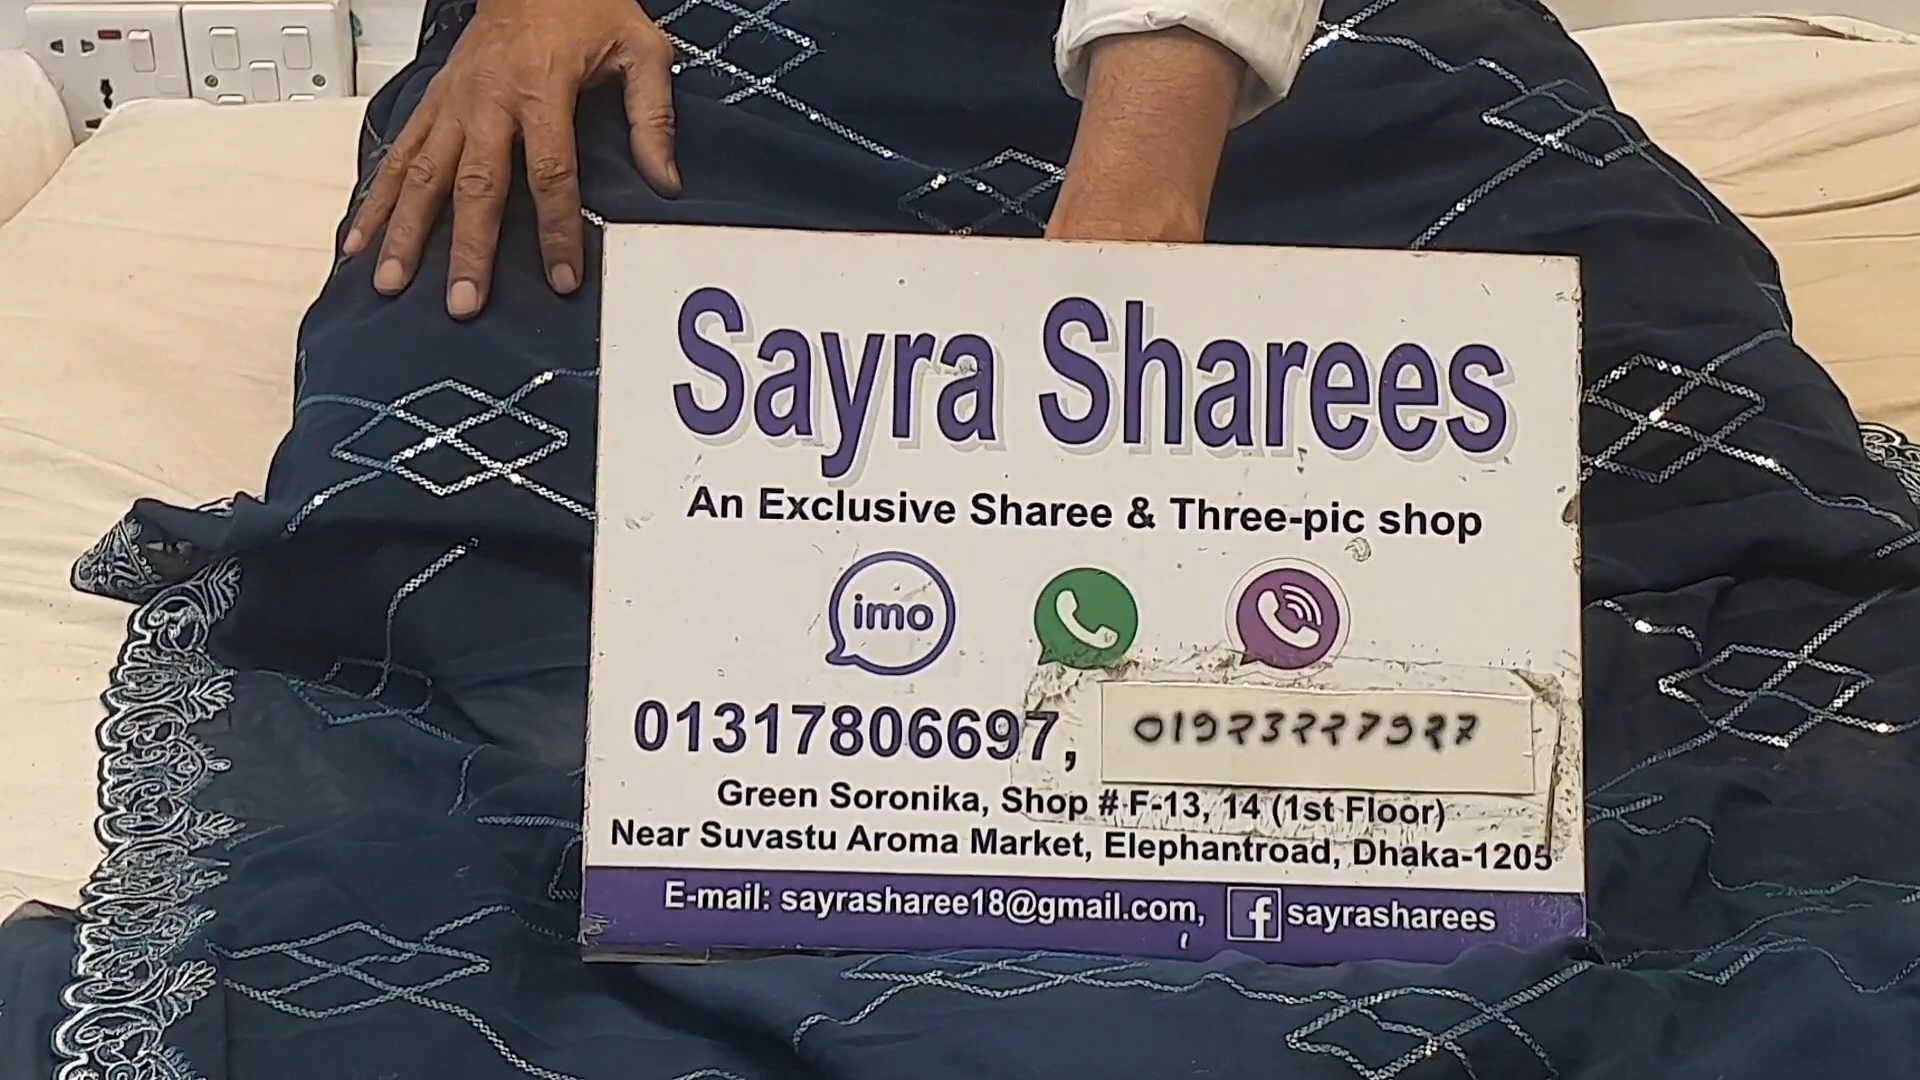 Sayra Sharees
An Exclusive Sharee & Three-pic shop
imo
01317806697,
Green Soronika, Shop # F-13, 14 (1st Floor)
Near Suvastu Aroma Market, Elephantroad, Dhaka-1205
E-mail: sayrasharee18@gmail.com, f sayrasharees